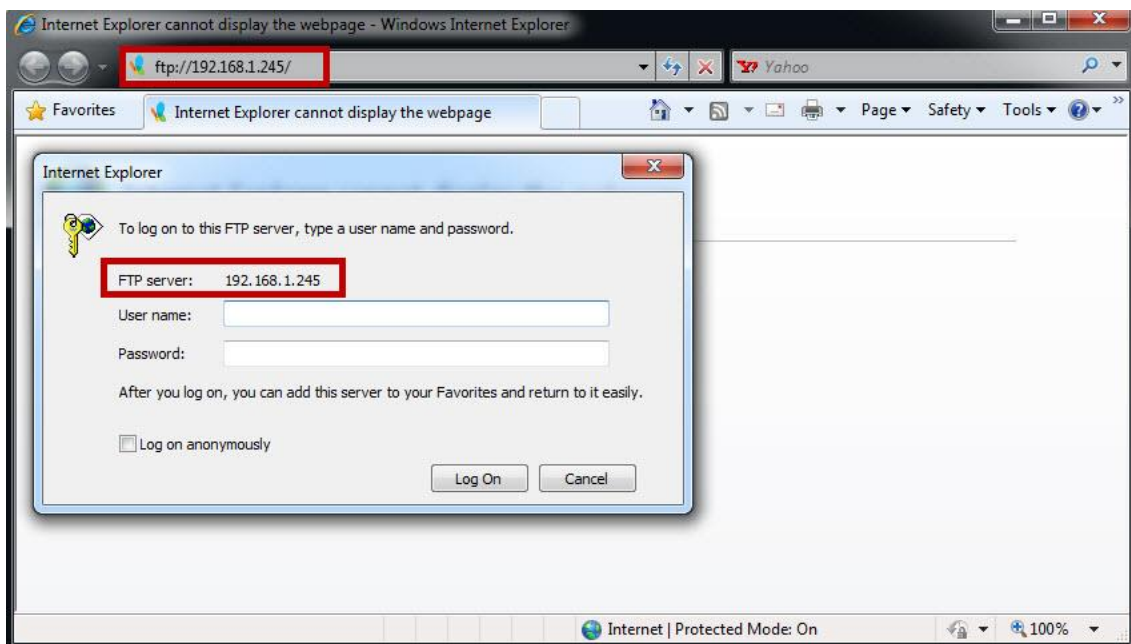 Internet Explorer cannot display the webpage - Windows Internet Explorer
ftp://192.168.1.245/
Yahoo
Favorites
Internet Explorer cannot display the webpage
Page
Safety
Tools
Internet Explorer
To log on to this FTP server, type a user name and password.
FTP server: 192.168.1.245
User name:
Password:
After you log on, you can add this server to your Favorites and return to it easily.
Log on anonymously
Log On
Cancel
Internet | Protected Mode: On
100%